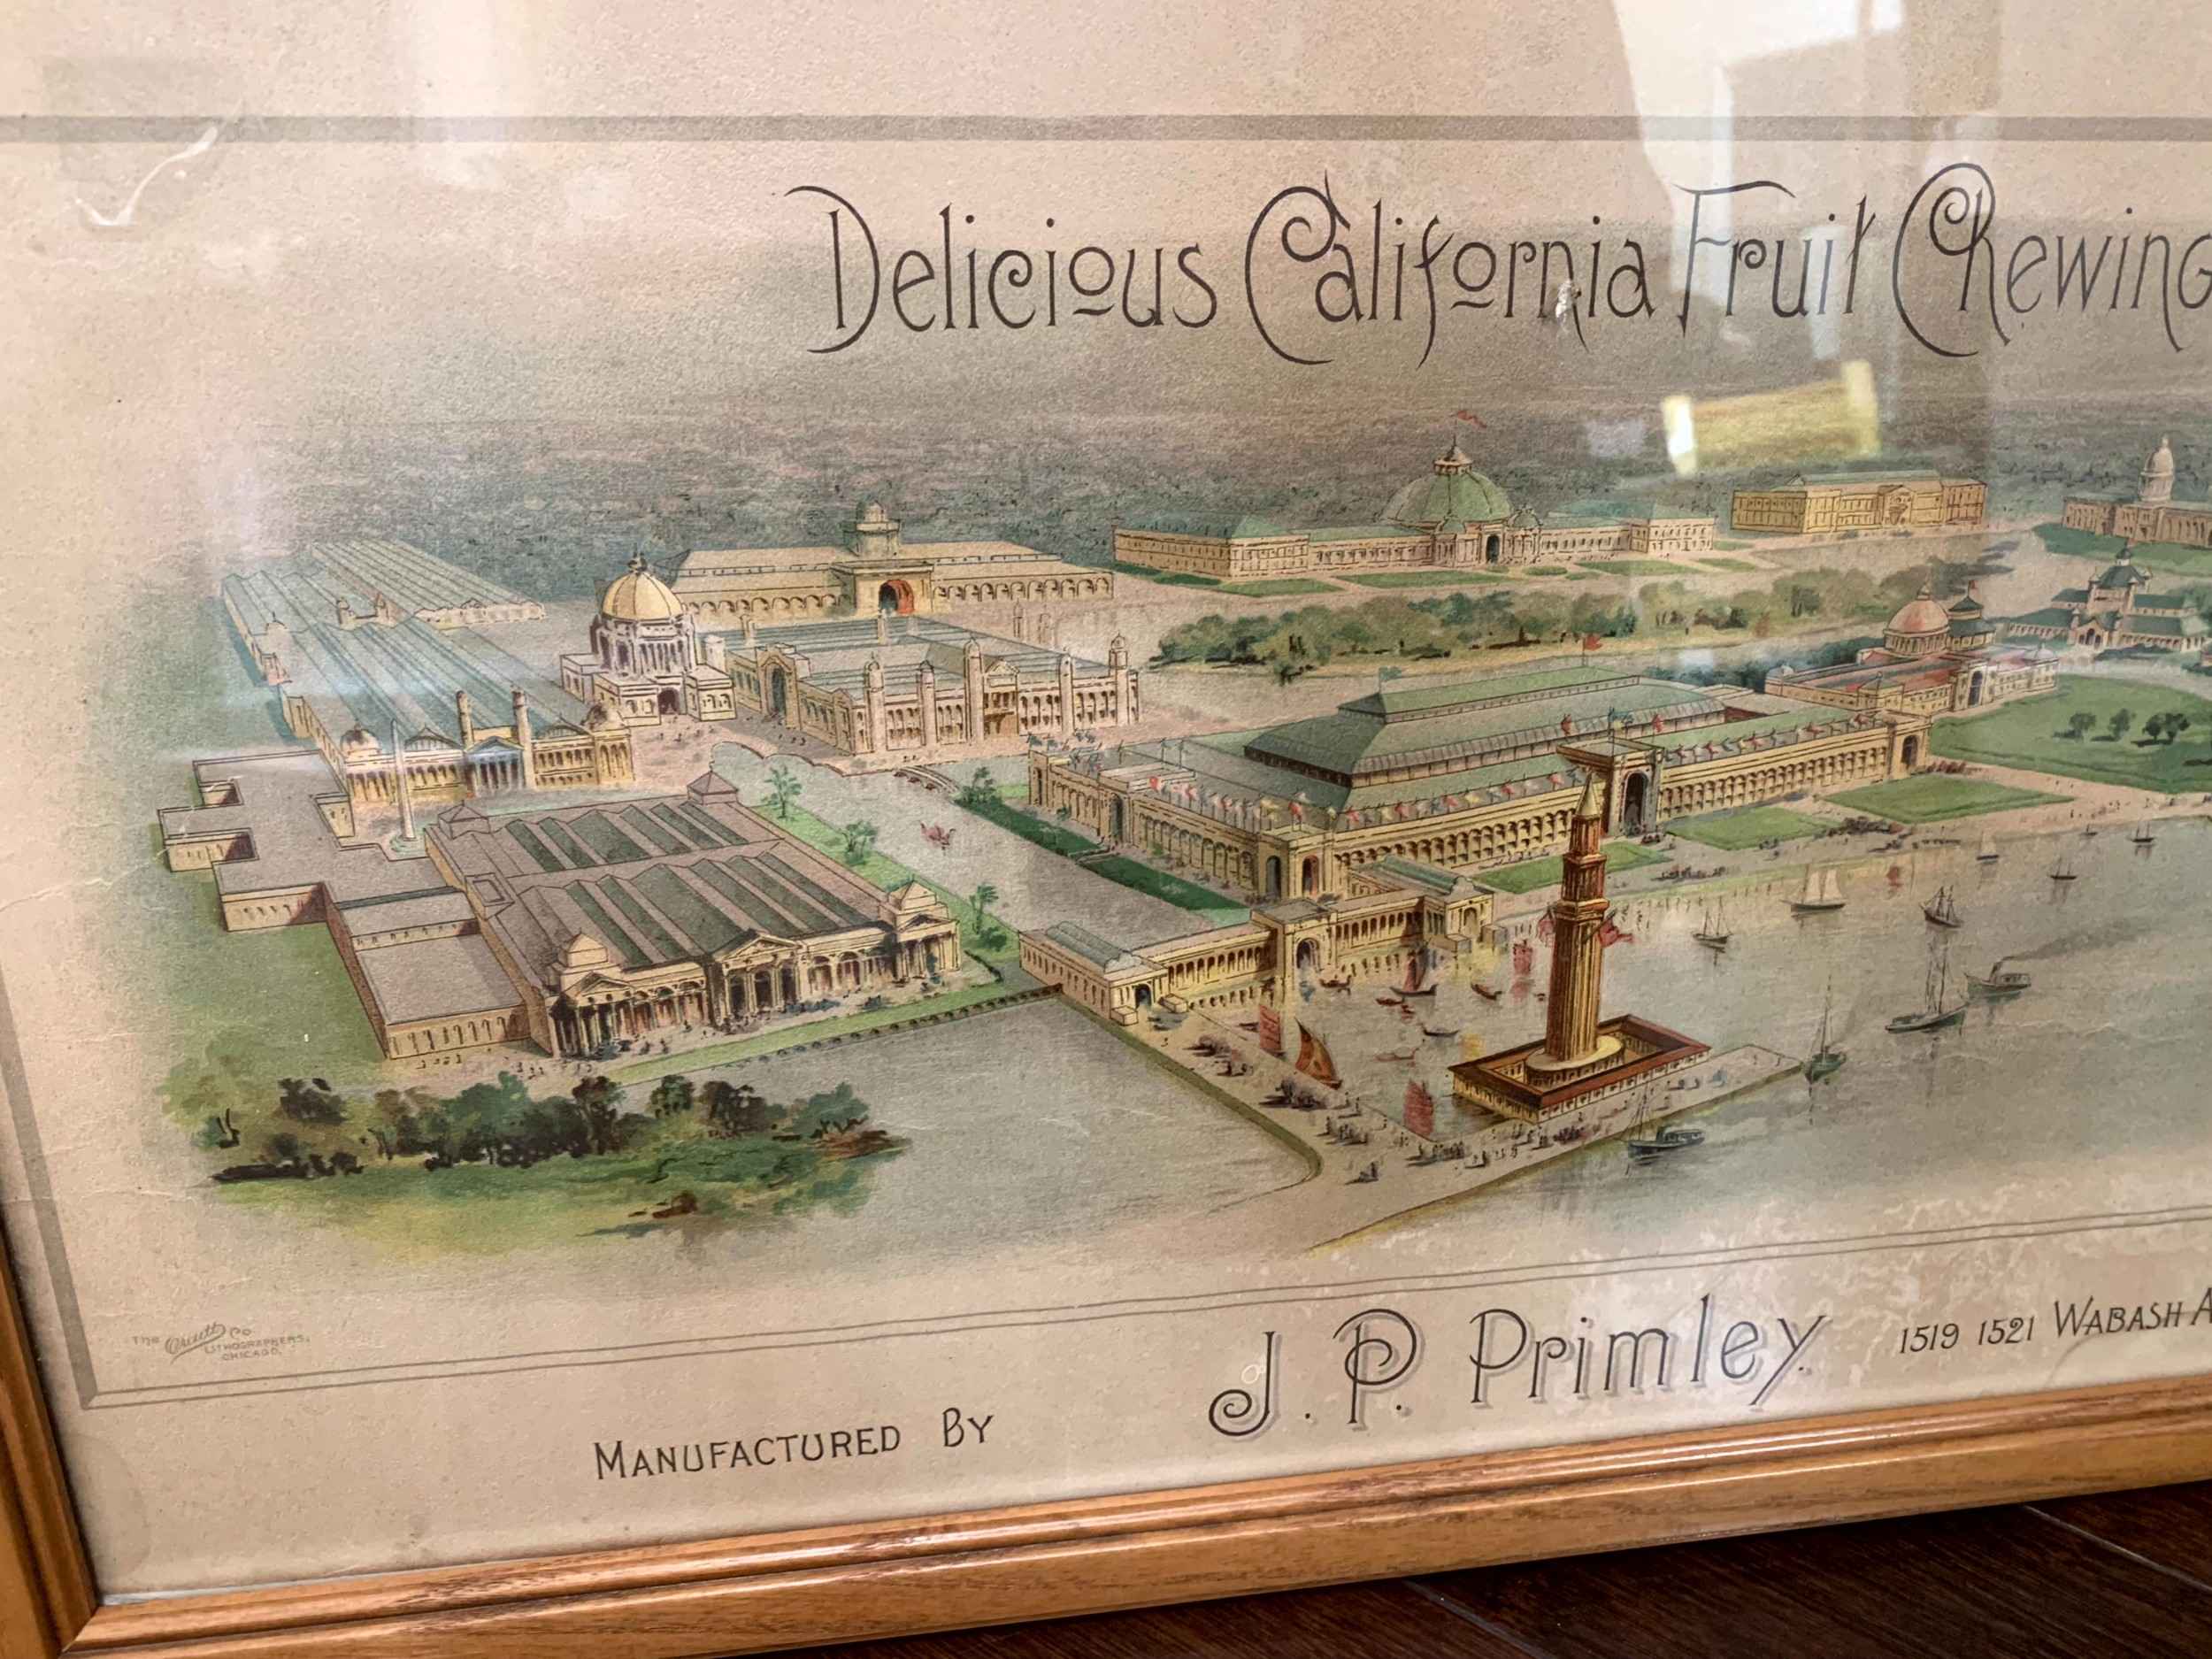 Delicious California Fruit Chewing
THE Orcutt CO
LITHOGRAPHERS.
CHICAGO.
MANUFACTURED BY J. P. Primley 1519 1521 WABASH A